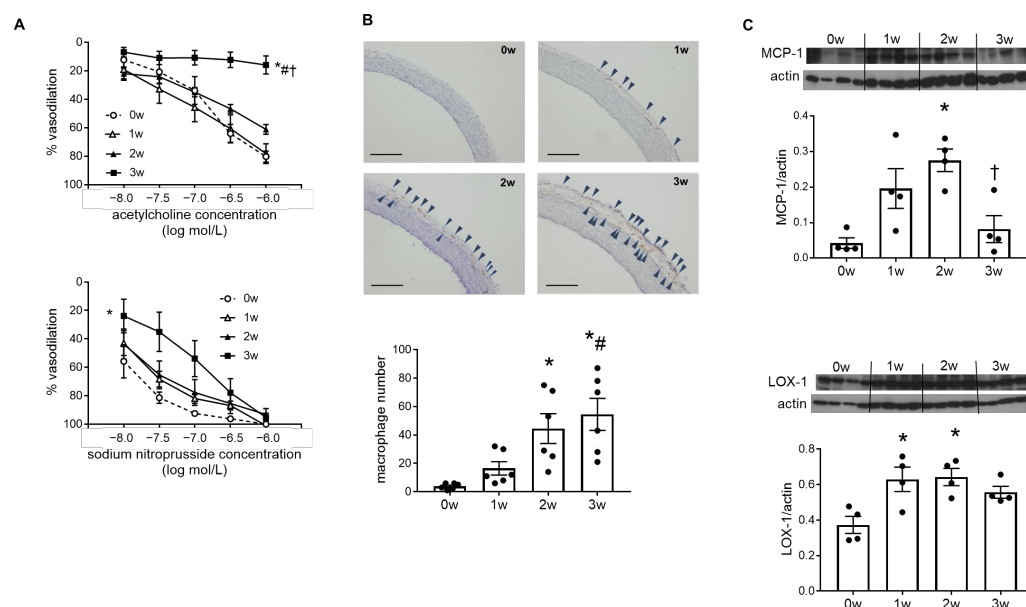 A
0
20
40
60
80
100
% vasodilation
*#†
0w
1w
2w
3w
−8.0 −7.5 −7.0 −6.5 −6.0
acetylcholine concentration
(log mol/L)
0
20
40
60
80
100
% vasodilation
*
0w
1w
2w
3w
−8.0 −7.5 −7.0 −6.5 −6.0
sodium nitroprusside concentration
(log mol/L)
B
0w
1w
2w
3w
100
80
60
40
20
0
macrophage number
*
*#
0w 1w 2w 3w
C
0w 1w 2w 3w
MCP-1
actin
0.4
0.3
0.2
0.1
0.0
MCP-1/actin
*
†
0w 1w 2w 3w
0w 1w 2w 3w
LOX-1
actin
0.8
0.6
0.4
0.2
0.0
LOX-1/actin
* *
0w 1w 2w 3w